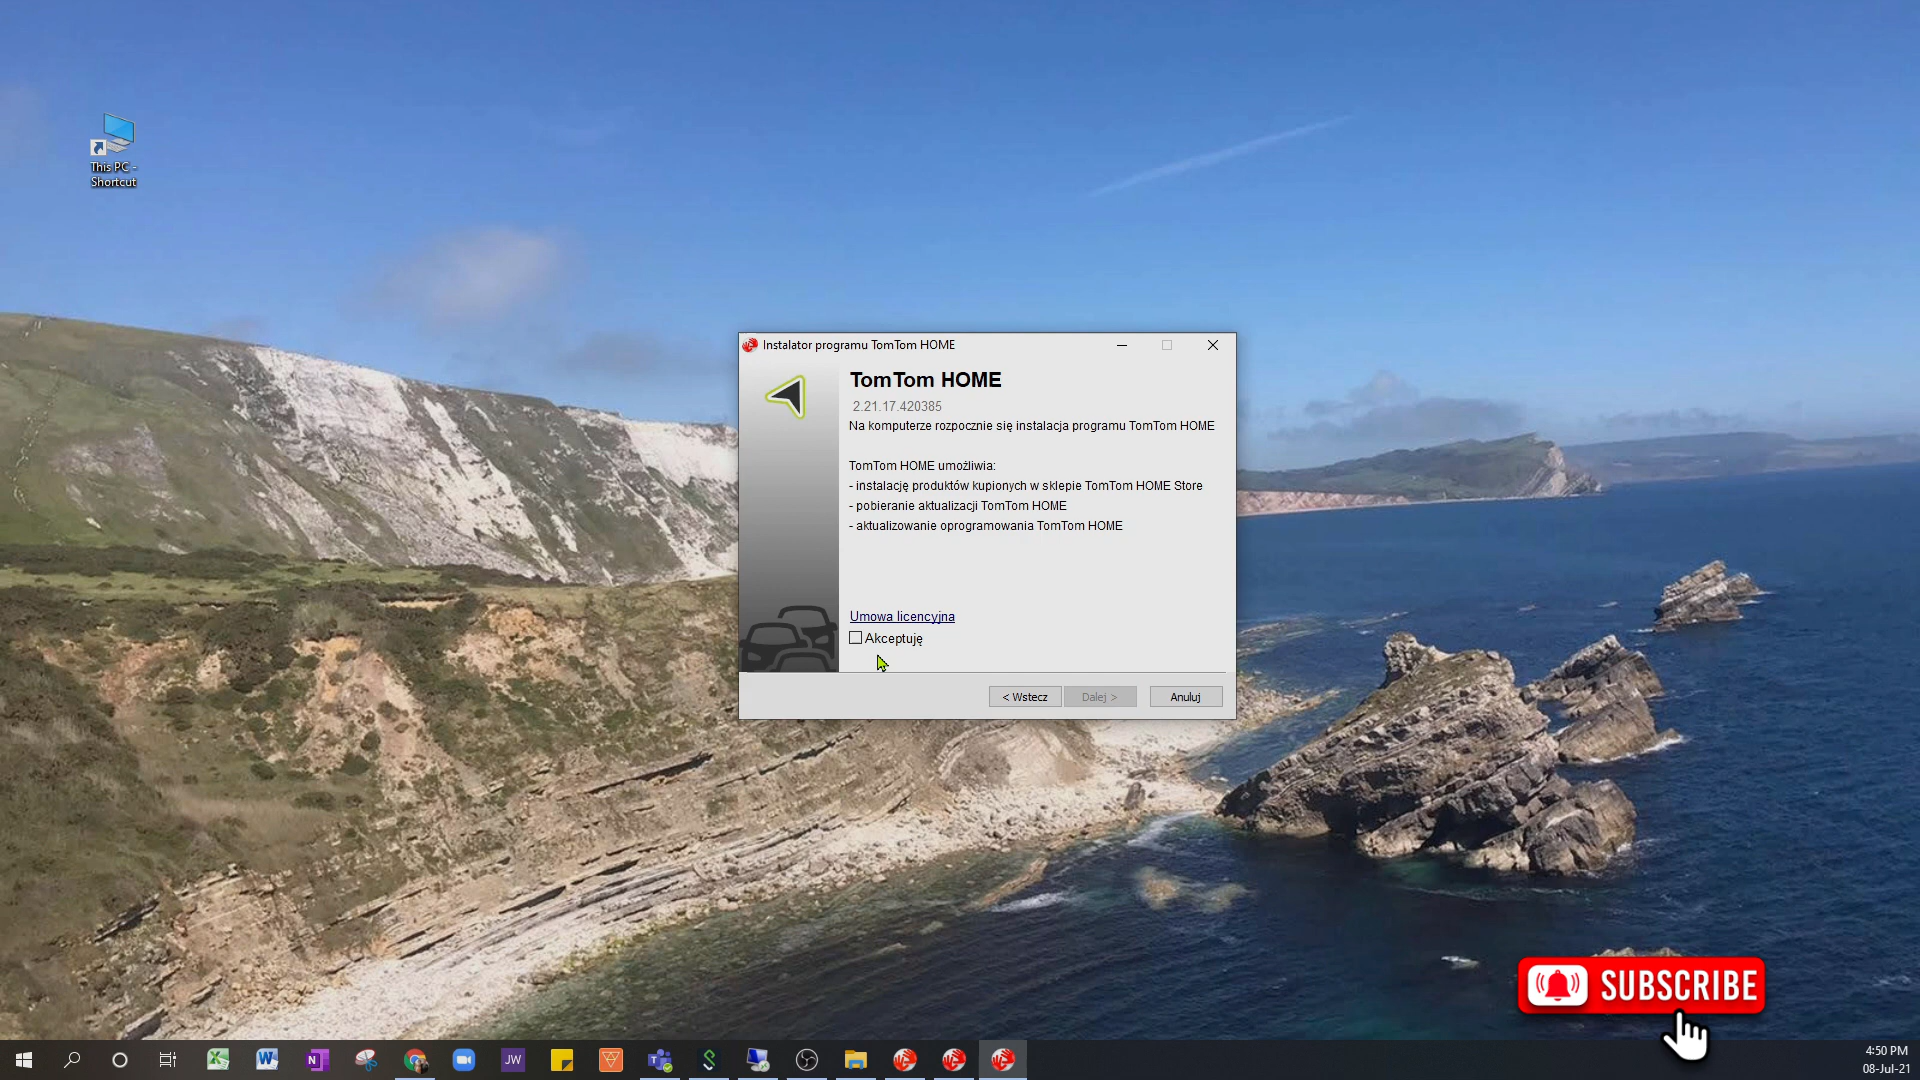 This PC -
Shortcut
Instalator programu TomTom HOME
TomTom HOME
2.21.17.420385
Na komputerze rozpocznie się instalacja programu TomTom HOME
TomTom HOME umożliwia:
- instalację produktów kupionych w sklepie TomTom HOME Store
- pobieranie aktualizacji TomTom HOME
- aktualizowanie oprogramowania TomTom HOME
Umowa licencyjna
Akceptuję
< Wstecz
Dalej >
Anuluj
SUBSCRIBE
JW
4:50 PM
08-Jul-21